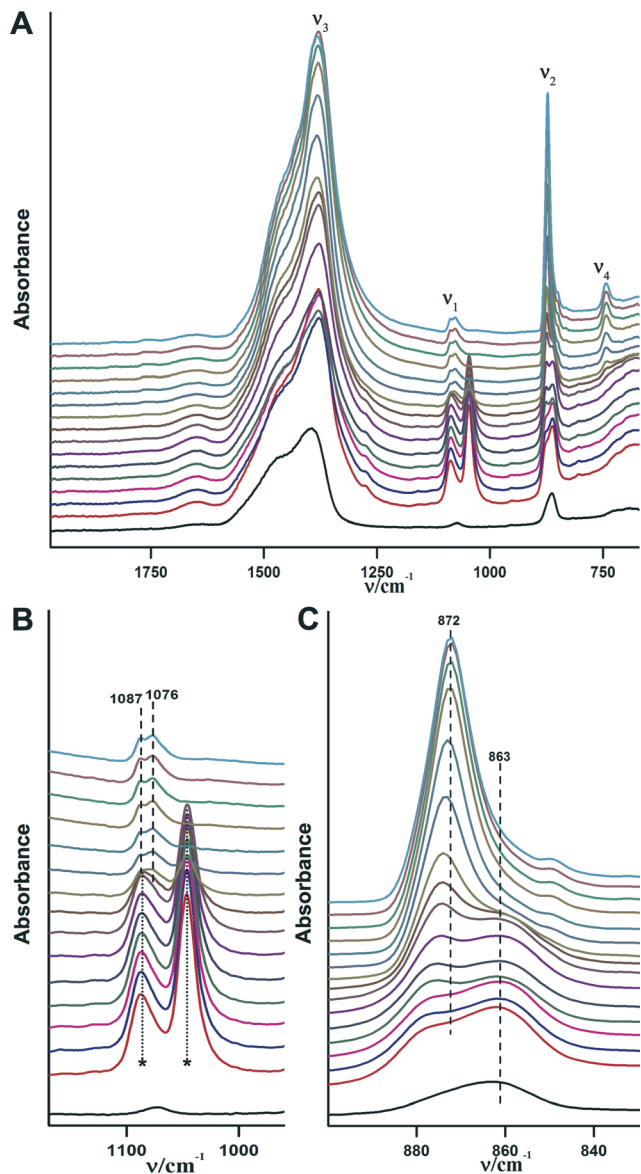 A
ν3
ν2
ν1
ν4
Absorbance
1750 1500 1250 1000 750
ν/cm-1
B
C
872
1087 1076
863
Absorbance
Absorbance
* *
1100 1000
880 860 840
ν/cm-1
ν/cm-1